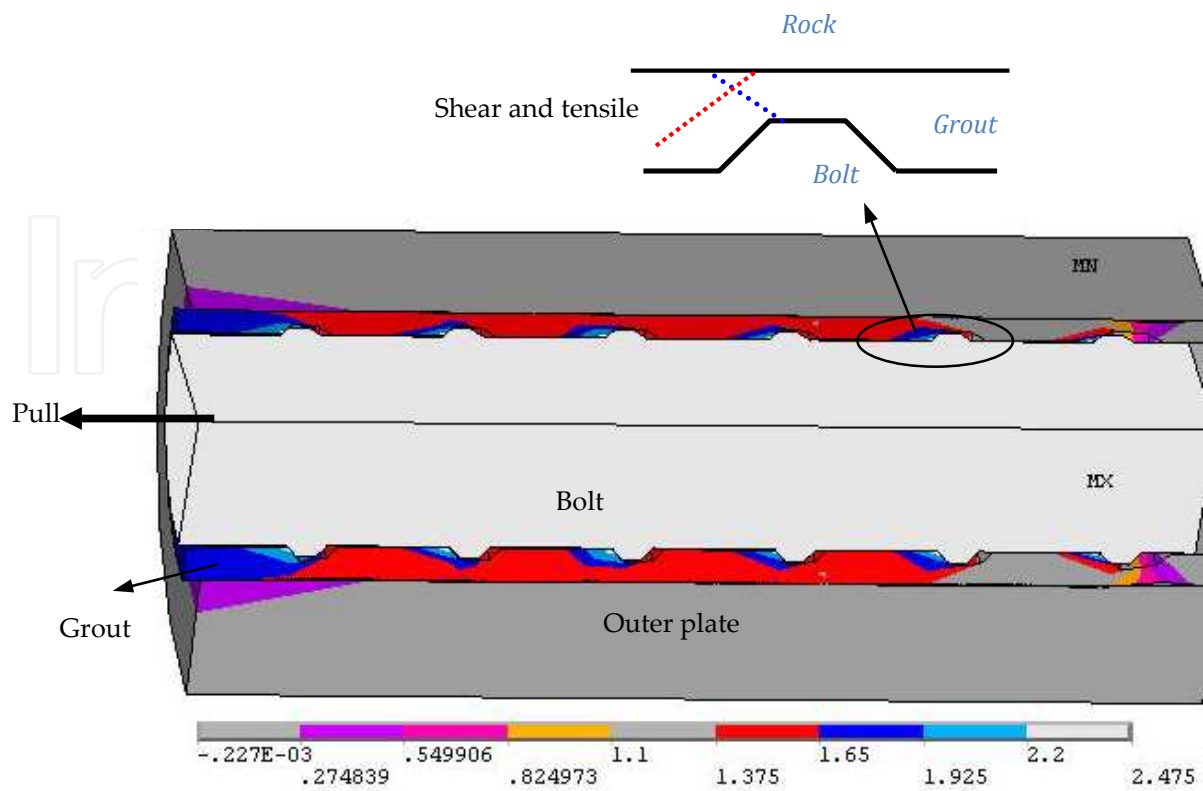 Rock
Shear and tensile
Grout
Bolt
MN
Pull
MX
Bolt
Grout
Outer plate
-.227E-03 .549906 1.1 1.65 2.2
.274839 .824973 1.375 1.925 2.475